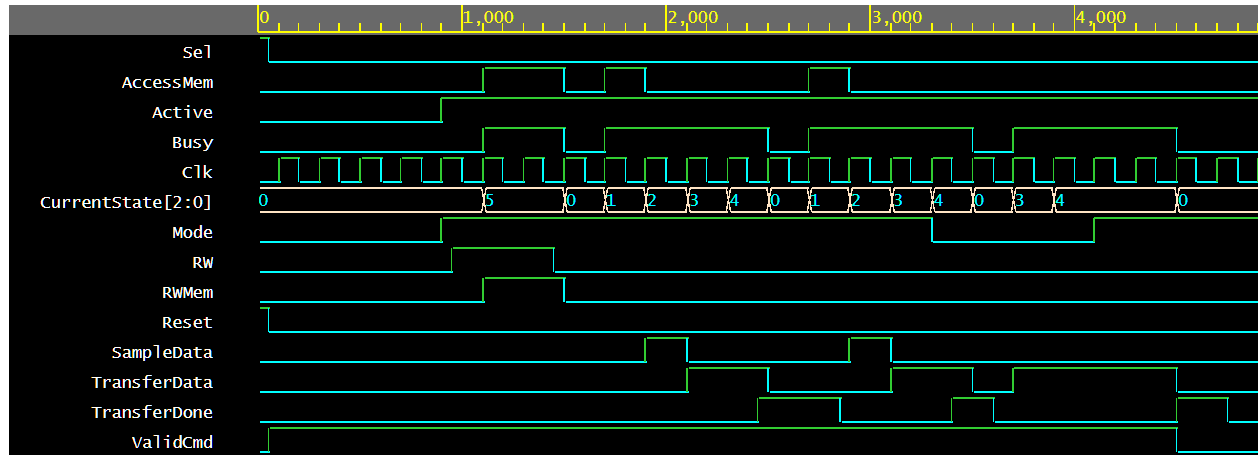 0 1,000 2,000 3,000 4,000
Sel
AccessMem
Active
Busy
Clk
CurrentState[2:0] 0 5 0 1 2 3 4 0 1 2 3 4 0 3 4 0
Mode
RW
RWMem
Reset
SampleData
TransferData
TransferDone
ValidCmd